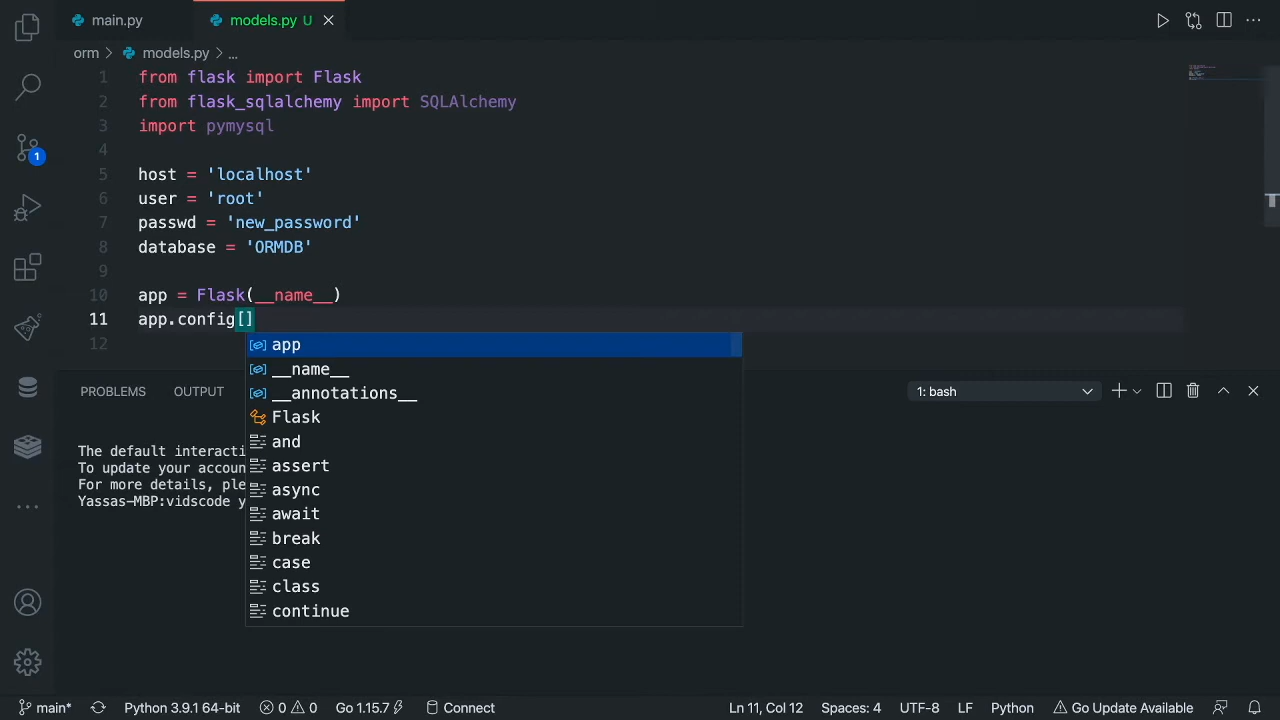 main.py
models.py U
orm > models.py > ...
1 from flask import Flask
2 from flask_sqlalchemy import SQLAlchemy
3 import pymysql
4
5 host = 'localhost'
6 user = 'root'
7 passwd = 'new_password'
8 database = 'ORMDB'
9
10 app = Flask(__name__)
11 app.config[]
12
app
__name__
__annotations__
Flask
and
assert
async
await
break
case
class
continue
PROBLEMS OUTPUT 1: bash
The default interacti
To update your accoun
For more details, ple
Yassas-MBP:vidscode y
1
main* Python 3.9.1 64-bit 0 0 Go 1.15.7 Connect Ln 11, Col 12 Spaces: 4 UTF-8 LF Python Go Update Available